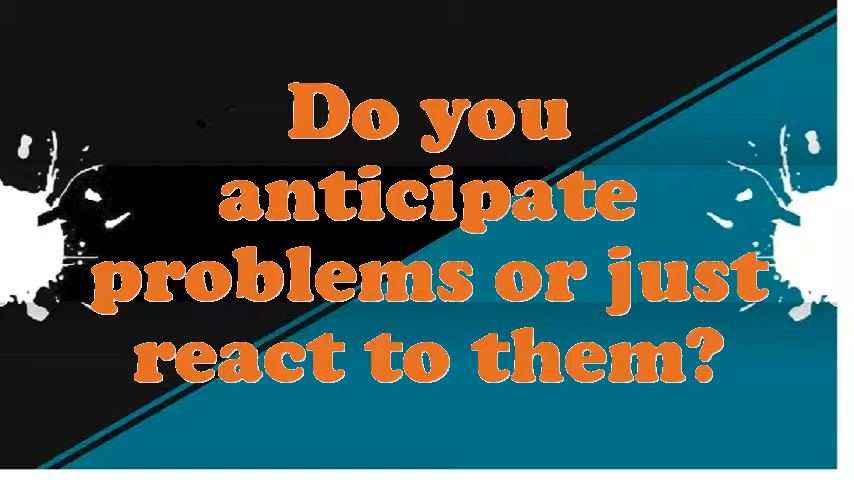 Do you
anticipate
problems or just
react to them?